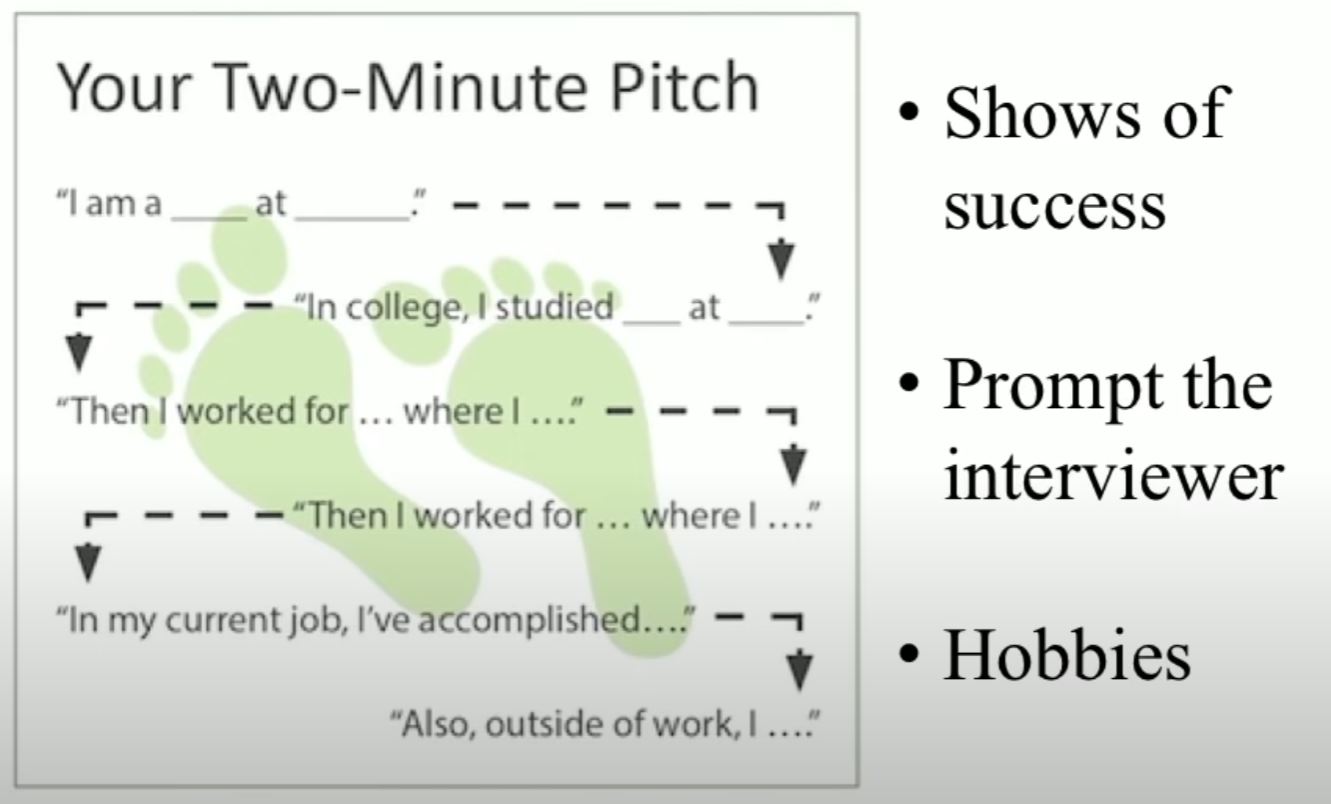 Your Two-Minute Pitch
“I am a ____ at ______.”
“In college, I studied ___ at ____.”
“Then I worked for … where I ….”
“Then I worked for … where I ….”
“In my current job, I’ve accomplished….”
“Also, outside of work, I ….”
• Shows of
success
• Prompt the
interviewer
• Hobbies